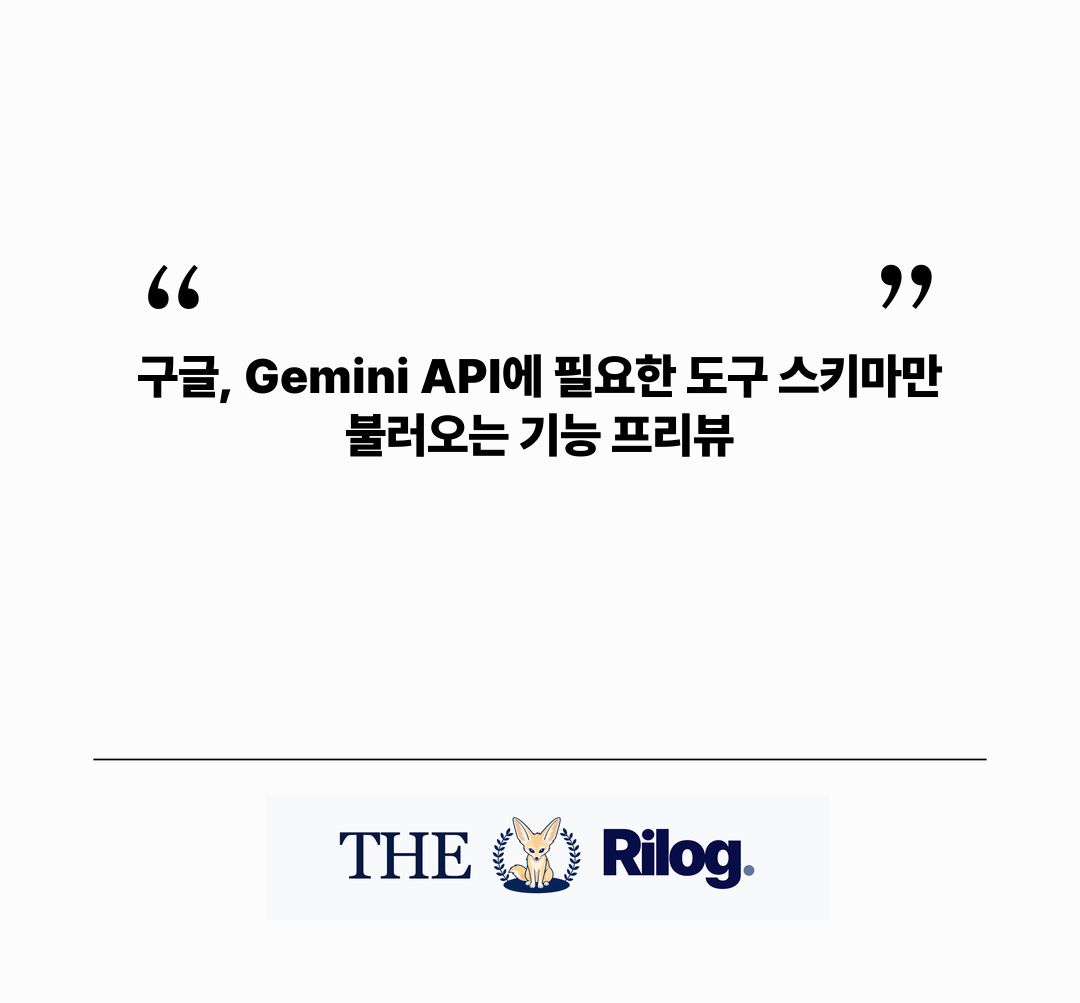 “ ”
구글, Gemini API에 필요한 도구 스키마만
불러오는 기능 프리뷰
THE Rilog.